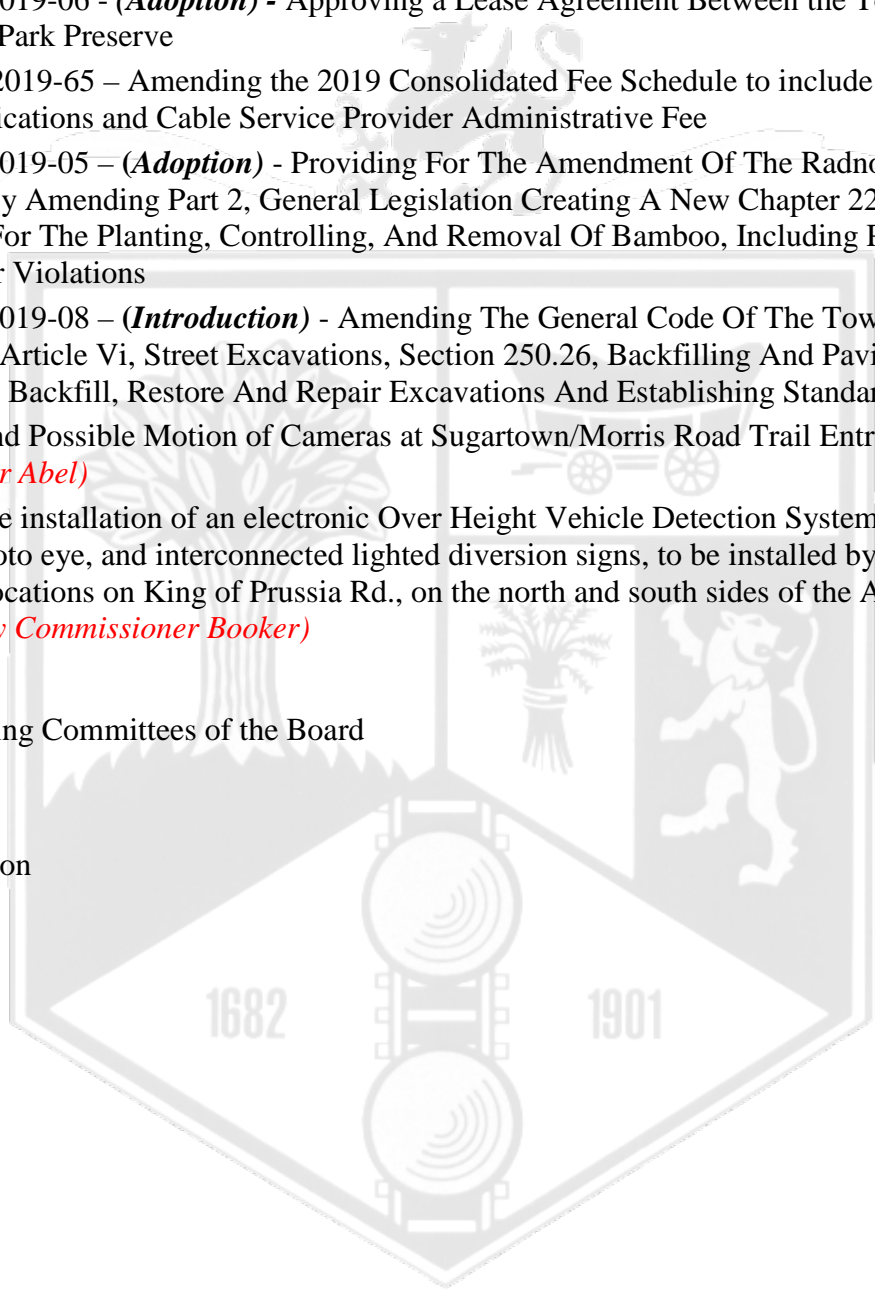 2019-06 - (Adoption) - Approving a Lease Agreement Between the
Park Preserve
2019-65 – Amending the 2019 Consolidated Fee Schedule to include
ications and Cable Service Provider Administrative Fee
019-05 – (Adoption) - Providing For The Amendment Of The Radno
y Amending Part 2, General Legislation Creating A New Chapter 22
For The Planting, Controlling, And Removal Of Bamboo, Including
r Violations
019-08 – (Introduction) - Amending The General Code Of The Tow
Article Vi, Street Excavations, Section 250.26, Backfilling And Pavi
Backfill, Restore And Repair Excavations And Establishing Standa
nd Possible Motion of Cameras at Sugartown/Morris Road Trail Entr
r Abel)
e installation of an electronic Over Height Vehicle Detection System
oto eye, and interconnected lighted diversion signs, to be installed by
ocations on King of Prussia Rd., on the north and south sides of the A
y Commissioner Booker)
ing Committees of the Board
on
1682 1901